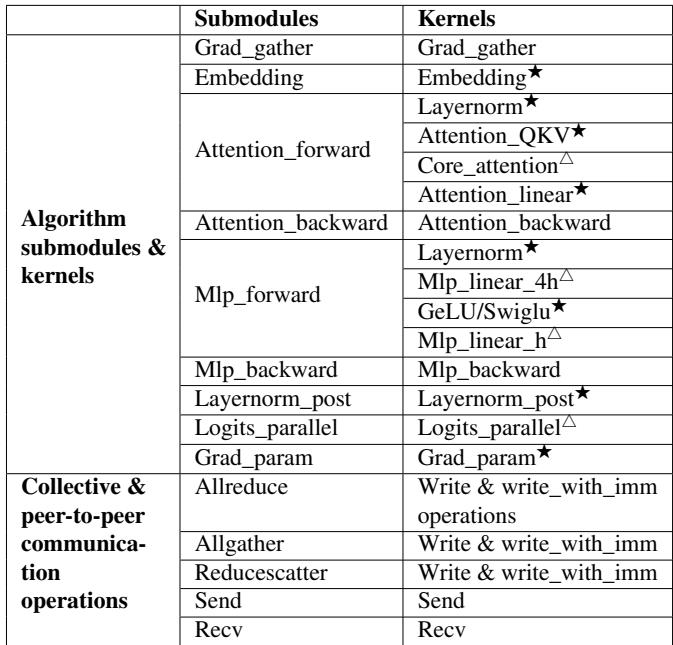 Submodules Kernels
Grad_gather Grad_gather
Embedding Embedding★
Attention_forward
Layernorm★
Attention_QKV★
Core_attention△
Attention_linear★
Algorithm
submodules &
kernels
Attention_backward Attention_backward
Mlp_forward
Layernorm★
Mlp_linear_4h△
GeLU/Swiglu★
Mlp_linear_h△
Mlp_backward Mlp_backward
Layernorm_post Layernorm_post★
Logits_parallel Logits_parallel△
Grad_param Grad_param★
Collective &
peer-to-peer
communica-
tion
operations
Allreduce Write & write_with_imm
operations
Allgather Write & write_with_imm
Reducescatter Write & write_with_imm
Send Send
Recv Recv